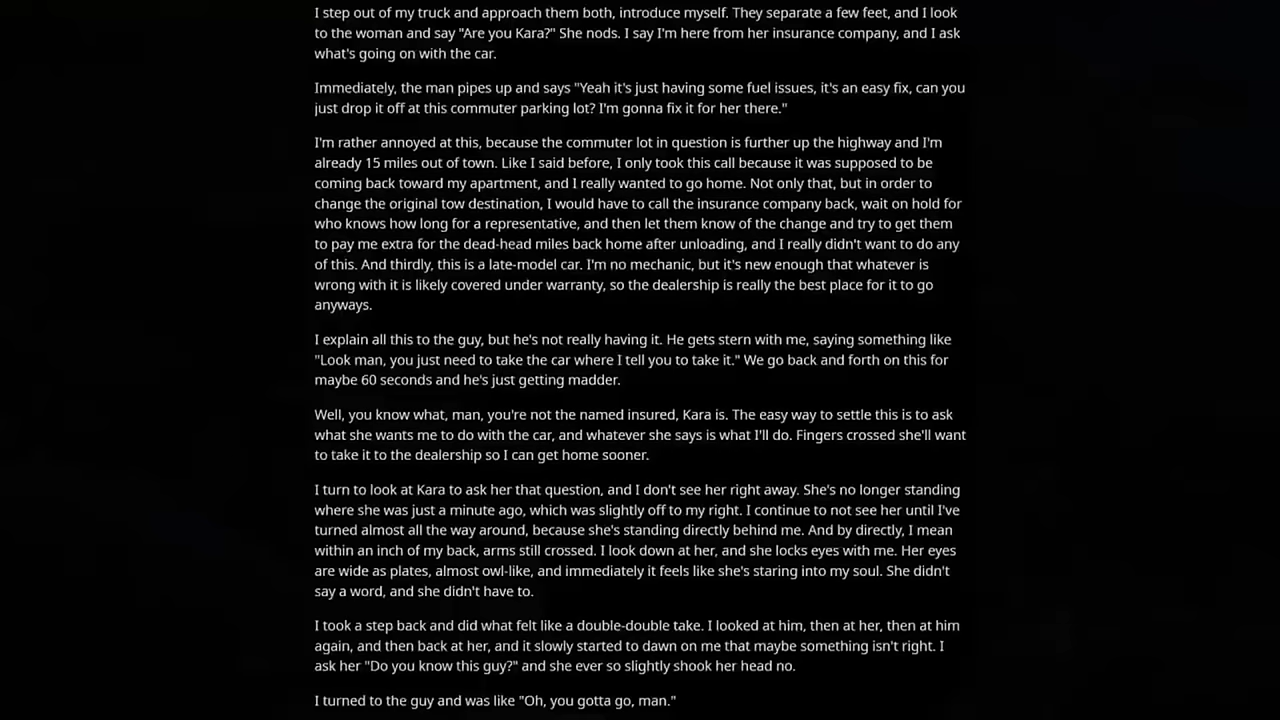 I step out of my truck and approach them both, introduce myself. They separate a few feet, and I look
to the woman and say "Are you Kara?" She nods. I say I'm here from her insurance company, and I ask
what's going on with the car.
Immediately, the man pipes up and says "Yeah it's just having some fuel issues, it's an easy fix, can you
just drop it off at this commuter parking lot? I'm gonna fix it for her there."
I'm rather annoyed at this, because the commuter lot in question is further up the highway and I'm
already 15 miles out of town. Like I said before, I only took this call because it was supposed to be
coming back toward my apartment, and I really wanted to go home. Not only that, but in order to
change the original tow destination, I would have to call the insurance company back, wait on hold for
who knows how long for a representative, and then let them know of the change and try to get them
to pay me extra for the dead-head miles back home after unloading, and I really didn't want to do any
of this. And thirdly, this is a late-model car. I'm no mechanic, but it's new enough that whatever is
wrong with it is likely covered under warranty, so the dealership is really the best place for it to go
anyways.
I explain all this to the guy, but he's not really having it. He gets stern with me, saying something like
"Look man, you just need to take the car where I tell you to take it." We go back and forth on this for
maybe 60 seconds and he's just getting madder.
Well, you know what, man, you're not the named insured, Kara is. The easy way to settle this is to ask
what she wants me to do with the car, and whatever she says is what I'll do. Fingers crossed she'll want
to take it to the dealership so I can get home sooner.
I turn to look at Kara to ask her that question, and I don't see her right away. She's no longer standing
where she was just a minute ago, which was slightly off to my right. I continue to not see her until I've
turned almost all the way around, because she's standing directly behind me. And by directly, I mean
within an inch of my back, arms still crossed. I look down at her, and she locks eyes with me. Her eyes
are wide as plates, almost owl-like, and immediately it feels like she's staring into my soul. She didn't
say a word, and she didn't have to.
I took a step back and did what felt like a double-double take. I looked at him, then at her, then at him
again, and then back at her, and it slowly started to dawn on me that maybe something isn't right. I
ask her "Do you know this guy?" and she ever so slightly shook her head no.
I turned to the guy and was like "Oh, you gotta go, man."